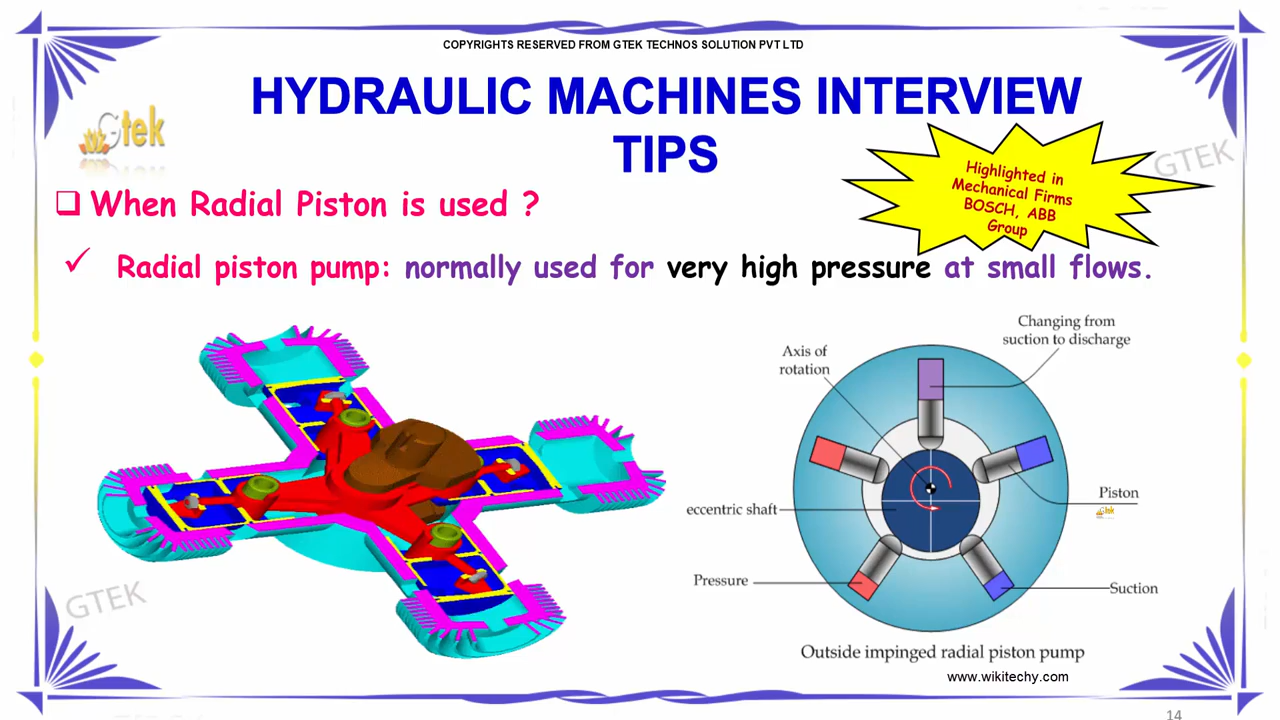 COPYRIGHTS RESERVED FROM GTEK TECHNOS SOLUTION PVT LTD
HYDRAULIC MACHINES INTERVIEW
TIPS
Gtek
GTEK
Highlighted in
Mechanical Firms
BOSCH, ABB
Group
When Radial Piston is used ?
Radial piston pump: normally used for very high pressure at small flows.
Changing from
suction to discharge
Axis of
rotation
Piston
Gtek
eccentric shaft
Pressure
Suction
GTEK
Outside impinged radial piston pump
www.wikitechy.com
GTEK
14